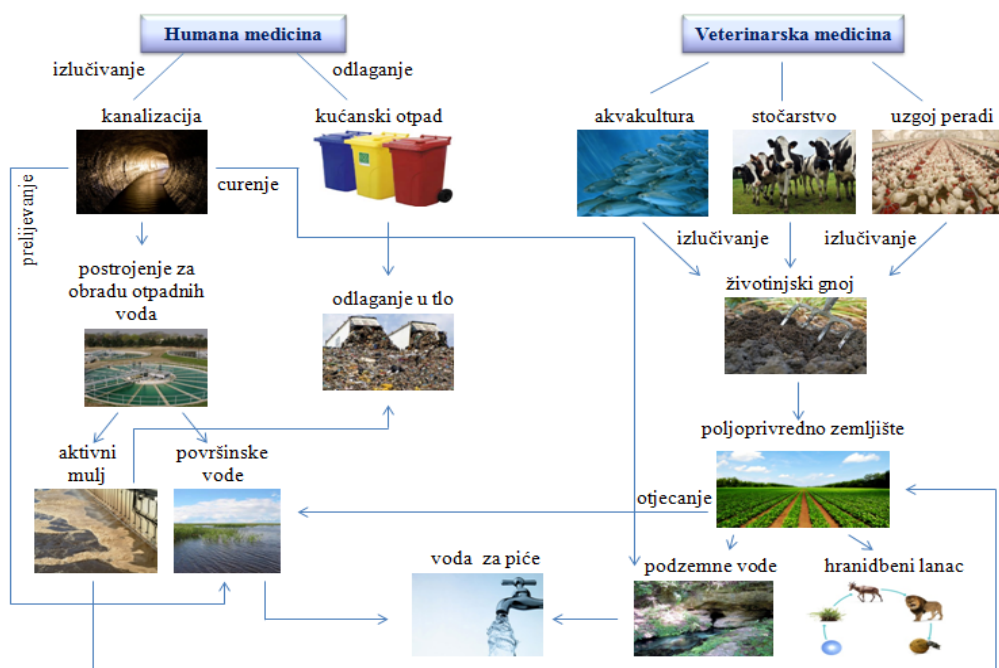 Humana medicina
Veterinarska medicina
izlučivanje
odlaganje
kanalizacija
kućanski otpad
akvakultura
stočarstvo
uzgoj peradi
prelijevanje
curenje
izlučivanje
izlučivanje
postrojenje za
obradu otpadnih
voda
odlaganje u tlo
životinjski gnoj
poljoprivredno zemljište
aktivni
mulj
površinske
vode
otjecanje
voda za piće
podzemne vode
hranidbeni lanac